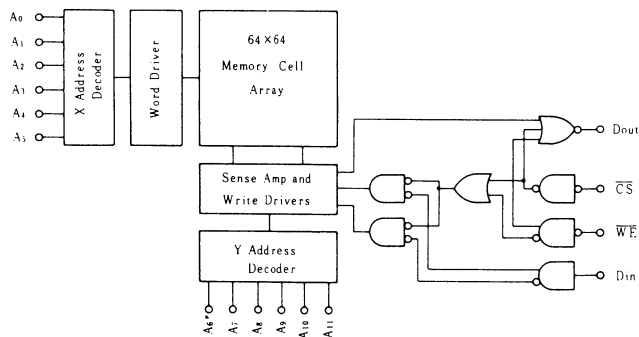 A0
A1
A2
A3
A4
A5
X Address
Decoder
Word Driver
64×64
Memory Cell
Array
Sense Amp and
Write Drivers
Y Address
Decoder
A6*
A7
A8
A9
A10
A11
Dout
CS
WE
Din